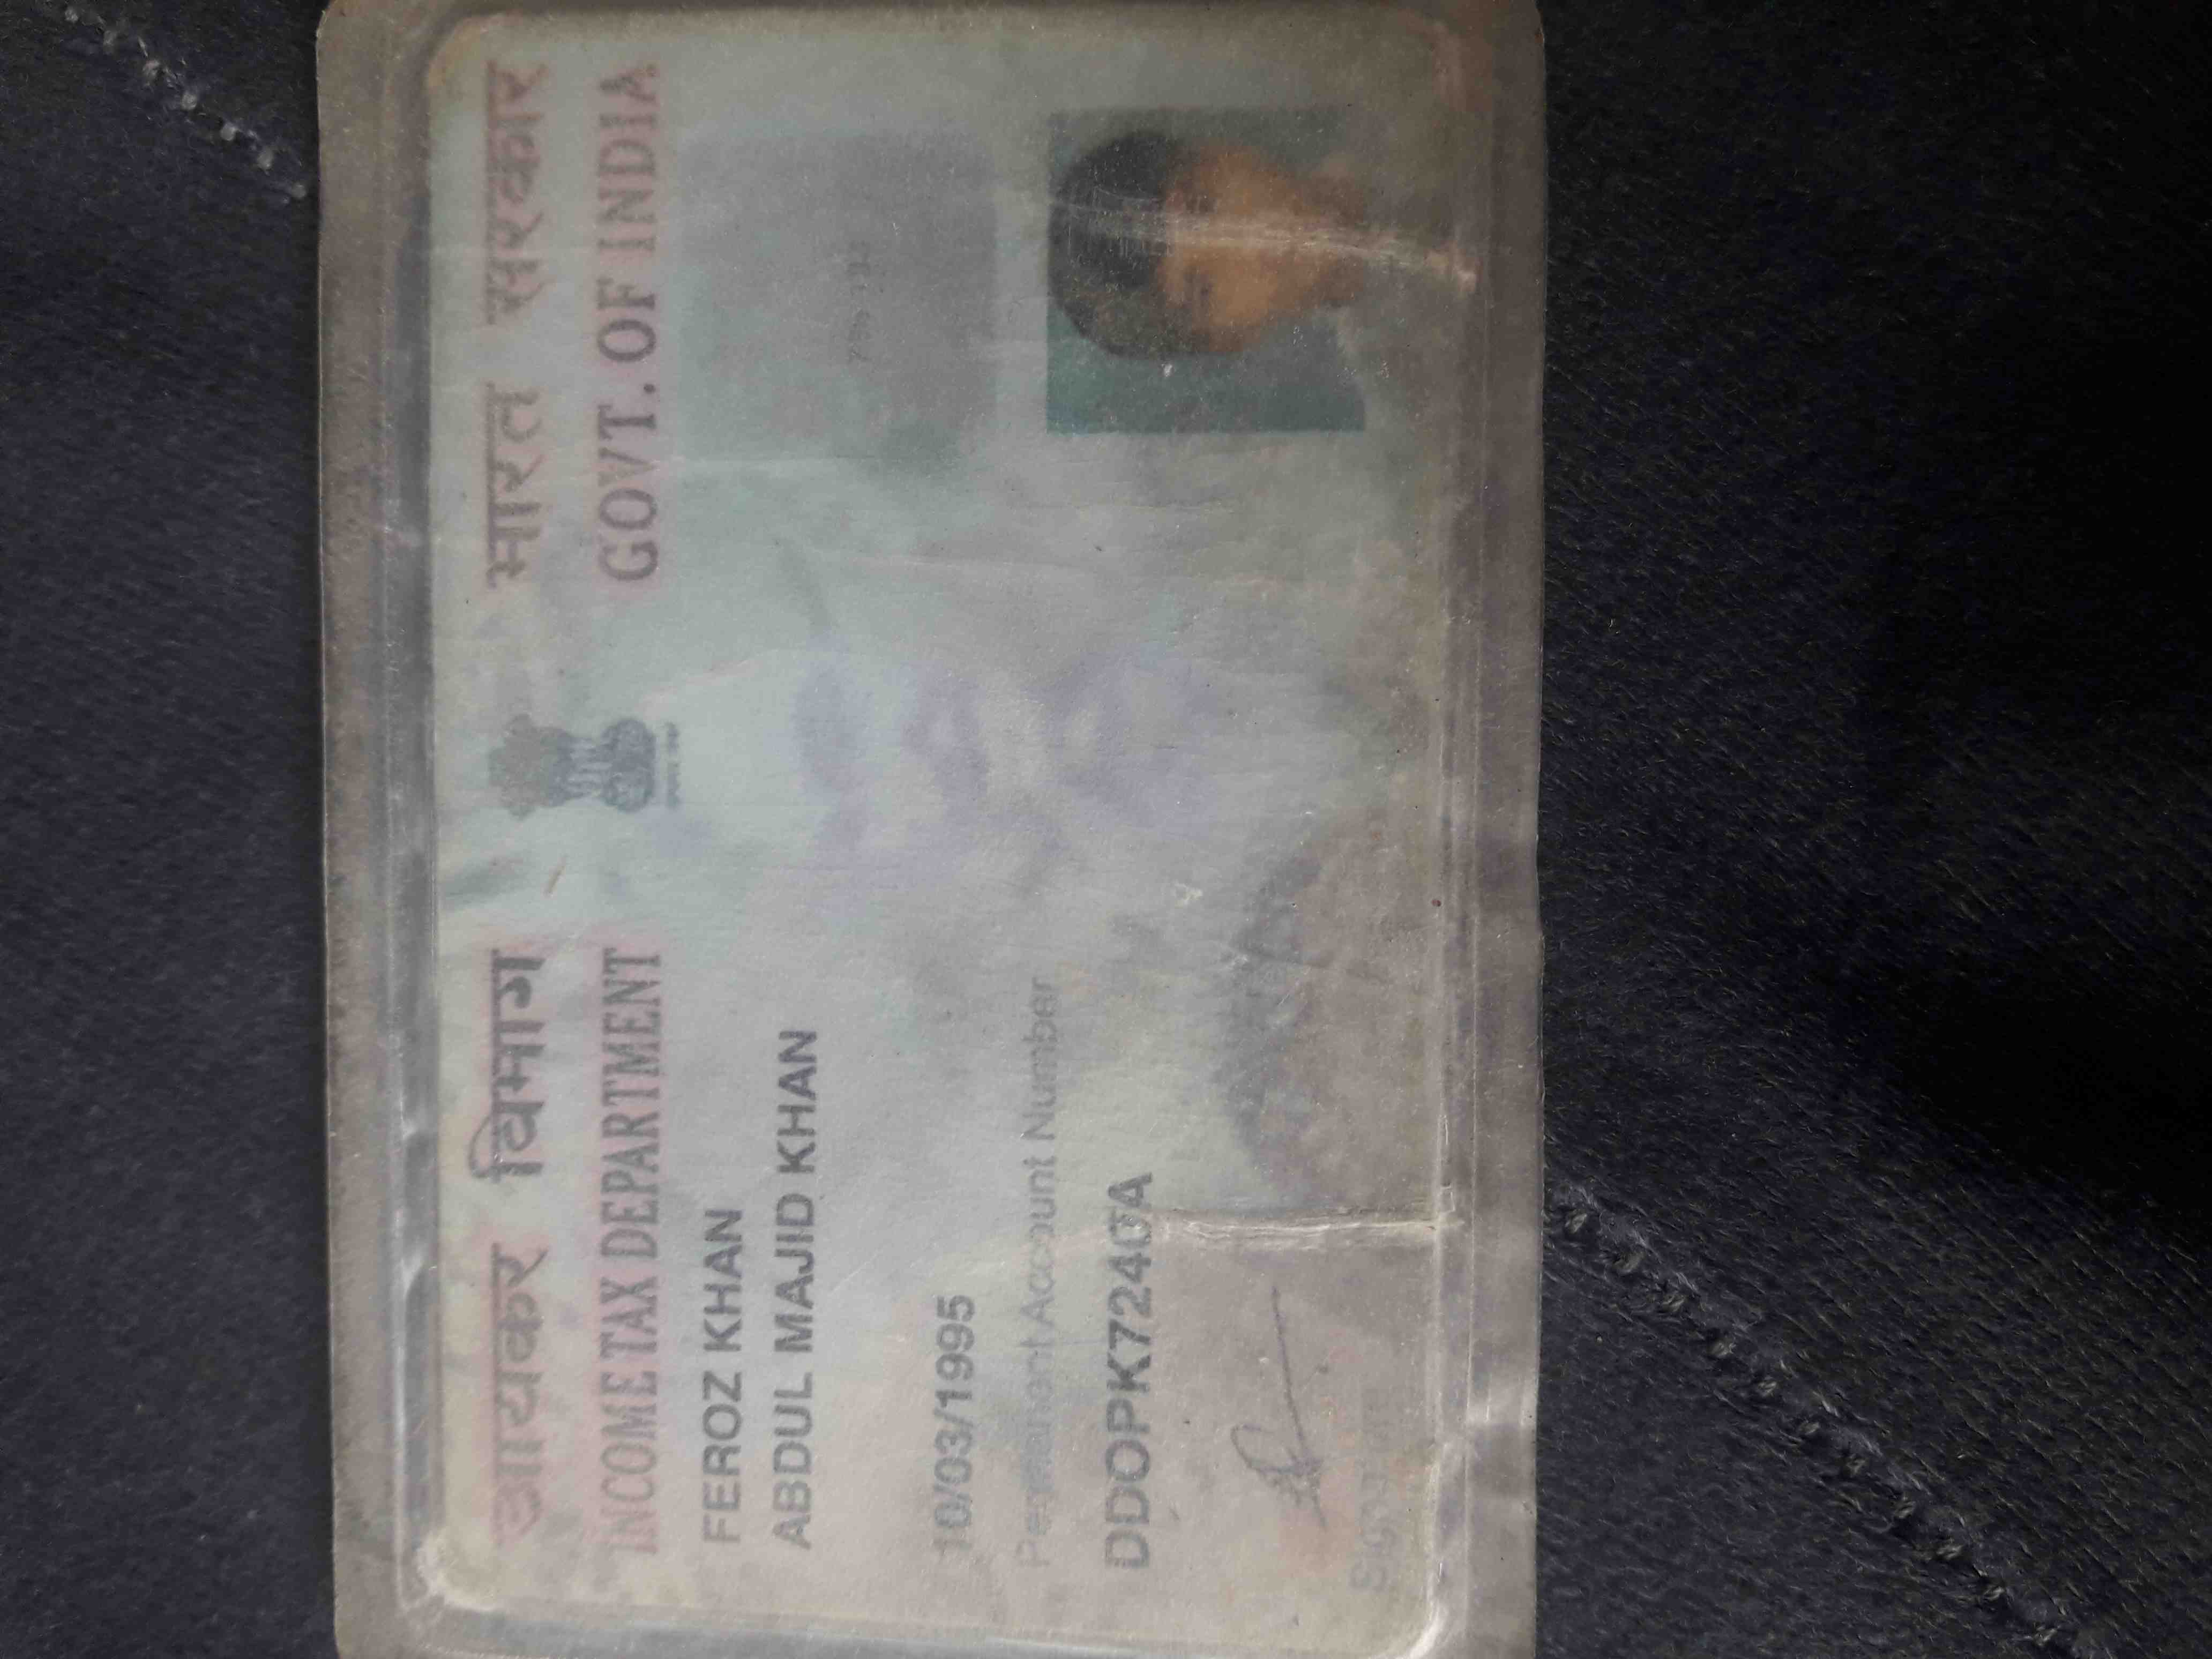 आयकर विभाग भारत सरकार
INCOME TAX DEPARTMENT GOVT. OF INDIA
FEROZ KHAN
ABDUL MAJID KHAN
10/03/1995
Permanent Account Number
DDOPK7240A
Signature